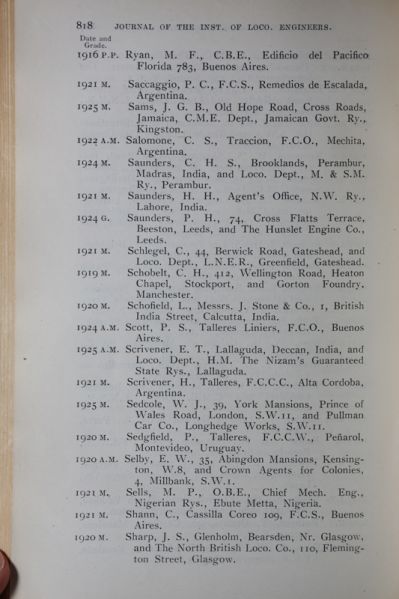 818 JOURNAL OF THE INST. OF LOCO. ENGINEERS.
Date and
Grade.
1916 P.P. Ryan, M. F., C.B.E., Edificio del Pacifico
Florida 783, Buenos Aires.
1921 M. Saccaggio, P. C., F.C.S., Remedios de Escalada,
Argentina.
1925 M. Sams, J. G. B., Old Hope Road, Cross Roads,
Jamaica, C.M.E. Dept., Jamaican Govt. Ry.,
Kingston.
1922 A.M. Salomone, C. S., Traccion, F.C.O., Mechita,
Argentina.
1924 M. Saunders, C. H. S., Brooklands, Perambur,
Madras, India, and Loco. Dept., M. & S.M.
Ry., Perambur.
1921 M. Saunders, H. H., Agent's Office, N.W. Ry.,
Lahore, India.
1924 G. Saunders, P. H., 74, Cross Flatts Terrace,
Beeston, Leeds, and The Hunslet Engine Co.,
Leeds.
1921 M. Schlegel, C., 44, Berwick Road, Gateshead, and
Loco. Dept., L.N.E.R., Greenfield, Gateshead.
1919 M. Schobelt, C. H., 412, Wellington Road, Heaton
Chapel, Stockport, and Gorton Foundry,
Manchester.
1920 M. Schofield, L., Messrs. J. Stone & Co., 1, British
India Street, Calcutta, India.
1924 A.M. Scott, P. S., Talleres Liniers, F.C.O., Buenos
Aires.
1925 A.M. Scrivener, E. T., Lallaguda, Deccan, India, and
Loco. Dept., H.M. The Nizam's Guaranteed
State Rys., Lallaguda.
1921 M. Scrivener, H., Talleres, F.C.C.C., Alta Cordoba,
Argentina.
1925 M. Sedcole, W. J., 39, York Mansions, Prince of
Wales Road, London, S.W.11, and Pullman
Car Co., Longhedge Works, S.W.11.
1920 M. Sedgfield, P., Talleres, F.C.C.W., Peñarol,
Montevideo, Uruguay.
1920 A.M. Selby, E. W., 35, Abingdon Mansions, Kensing-
ton, W.8, and Crown Agents for Colonies,
4, Millbank, S.W.1.
1921 M. Sells, M. P., O.B.E., Chief Mech. Eng.,
Nigerian Rys., Ebute Metta, Nigeria.
1921 M. Shann, C., Cassilla Coreo 109, F.C.S., Buenos
Aires.
1920 M. Sharp, J. S., Glenholm, Bearsden, Nr. Glasgow,
and The North British Loco. Co., 110, Fleming-
ton Street, Glasgow.